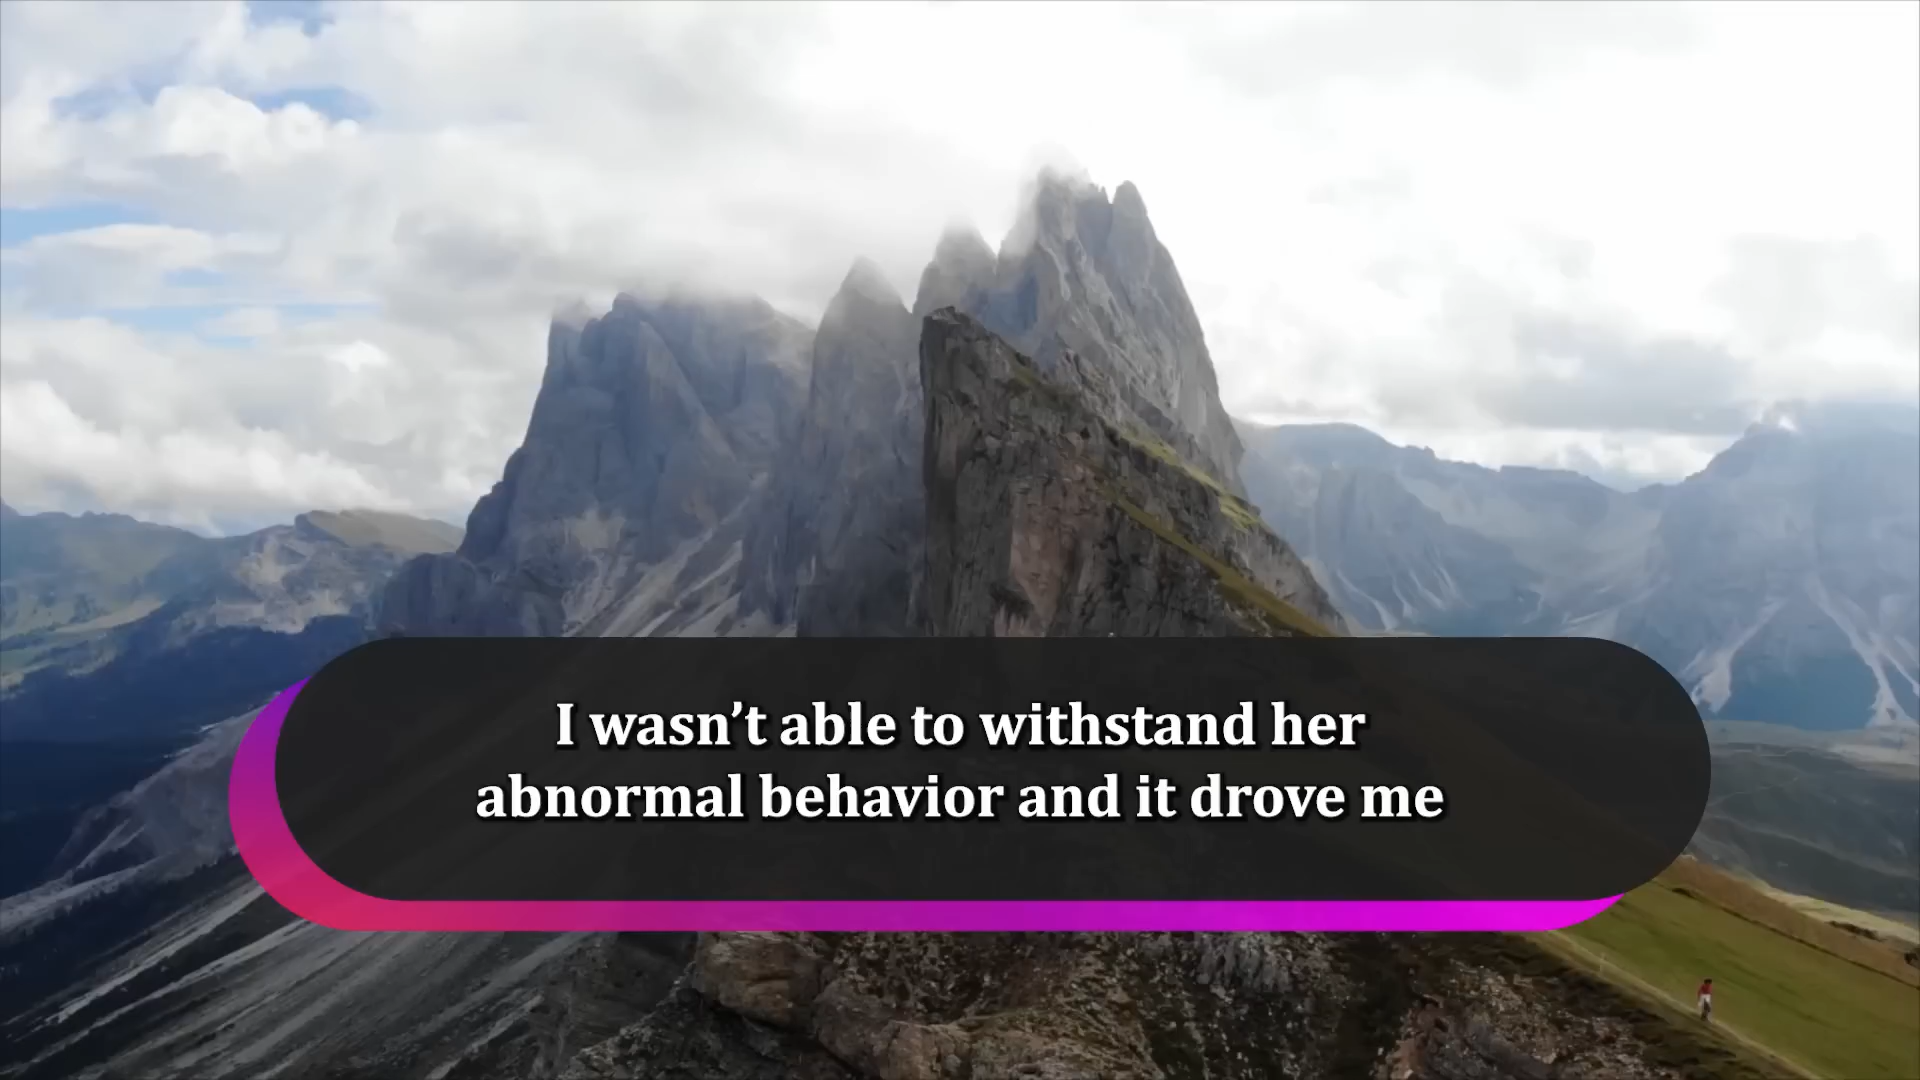 I wasn’t able to withstand her
abnormal behavior and it drove me